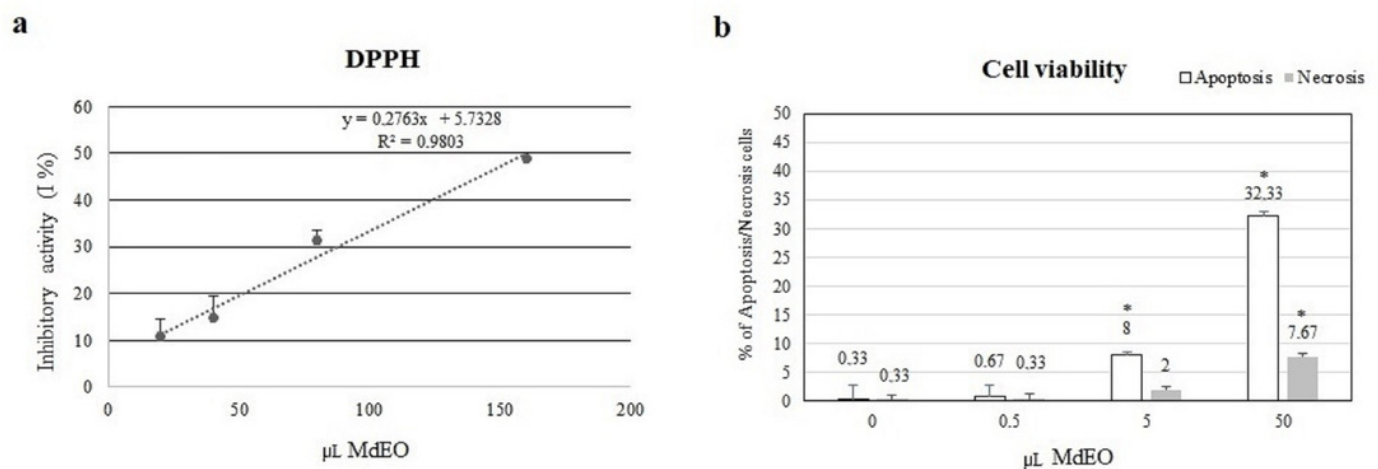 a
DPPH
60
50
40
30
20
10
0
0 50 100 150 200
y = 0.2763x + 5.7328
R² = 0.9803
Inhibitory activity (I %)
µL MdEO
b
Cell viability
Apoptosis Necrosis
50
45
40
35
30
25
20
15
10
5
0
% of Apoptosis/Necrosis cells
0.33 0.33
0.67 0.33
*
8
2
*
32,33
*
7.67
0 0.5 5 50
µL MdEO